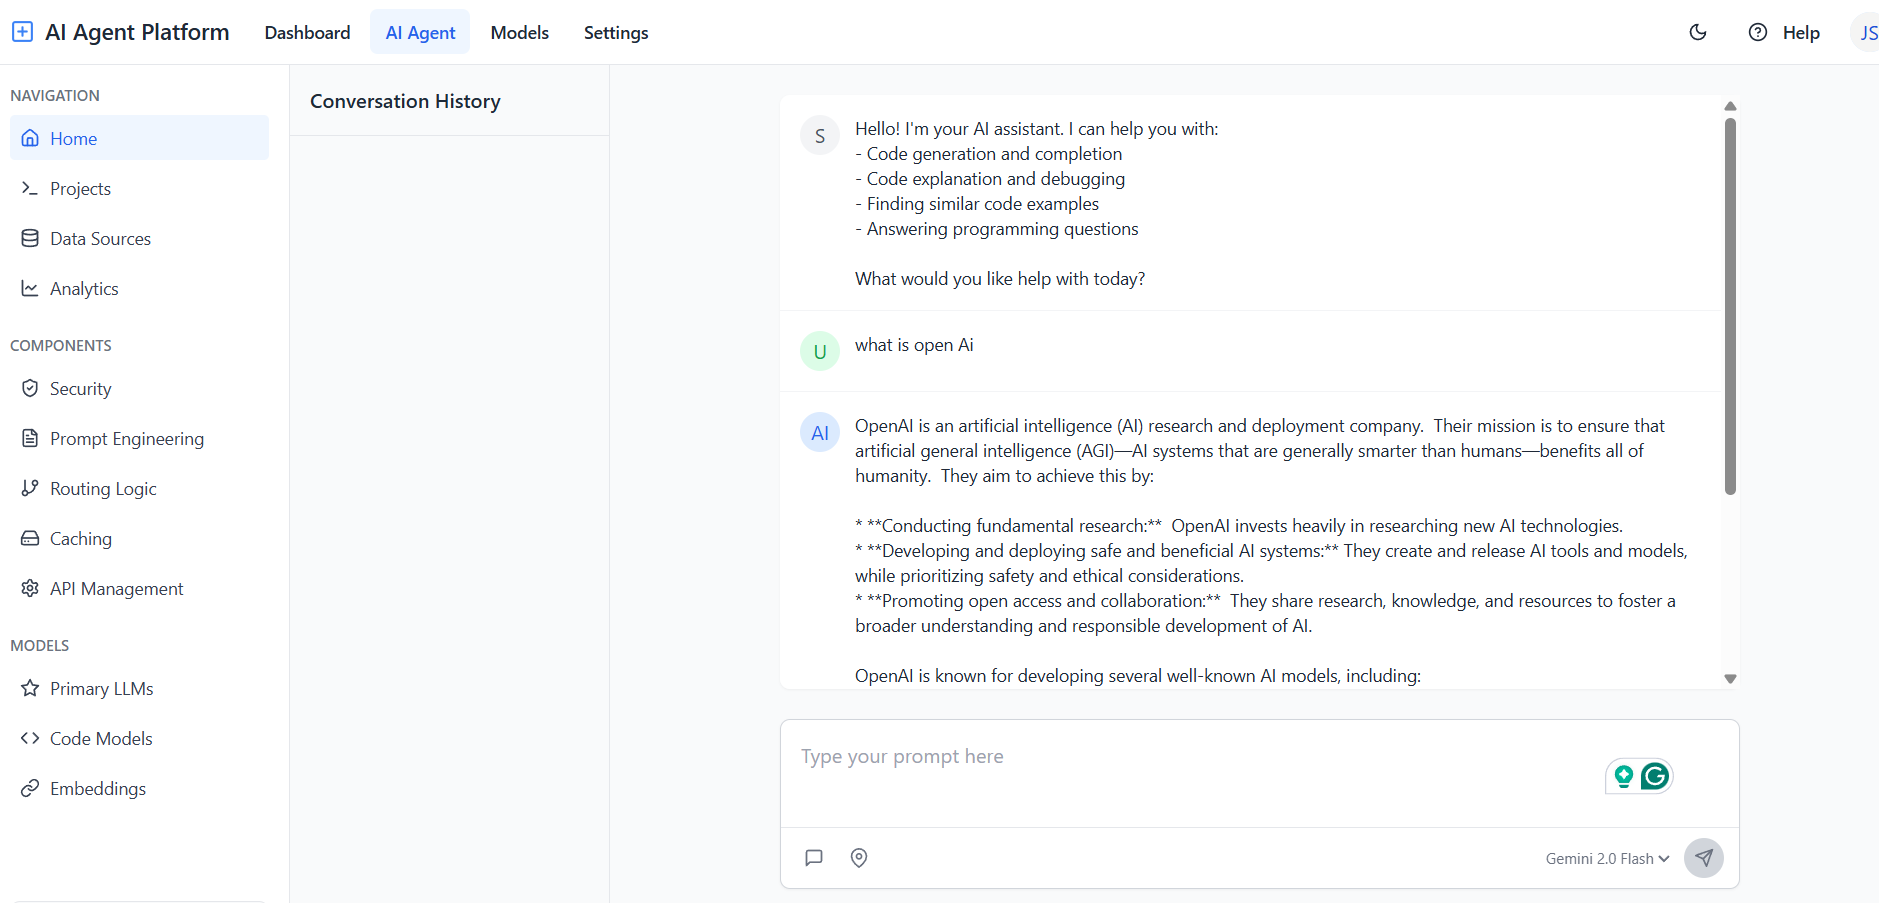 AI Agent Platform
Dashboard
AI Agent
Models
Settings
Help
JS
NAVIGATION
Home
Projects
Data Sources
Analytics
COMPONENTS
Security
Prompt Engineering
Routing Logic
Caching
API Management
MODELS
Primary LLMs
Code Models
Embeddings
Conversation History
S
Hello! I'm your AI assistant. I can help you with:
- Code generation and completion
- Code explanation and debugging
- Finding similar code examples
- Answering programming questions
What would you like help with today?
U
what is open Ai
AI
OpenAI is an artificial intelligence (AI) research and deployment company.  Their mission is to ensure that
artificial general intelligence (AGI)—AI systems that are generally smarter than humans—benefits all of
humanity.  They aim to achieve this by:
* **Conducting fundamental research:**  OpenAI invests heavily in researching new AI technologies.
* **Developing and deploying safe and beneficial AI systems:** They create and release AI tools and models,
while prioritizing safety and ethical considerations.
* **Promoting open access and collaboration:**  They share research, knowledge, and resources to foster a
broader understanding and responsible development of AI.
OpenAI is known for developing several well-known AI models, including:
Type your prompt here
Gemini 2.0 Flash